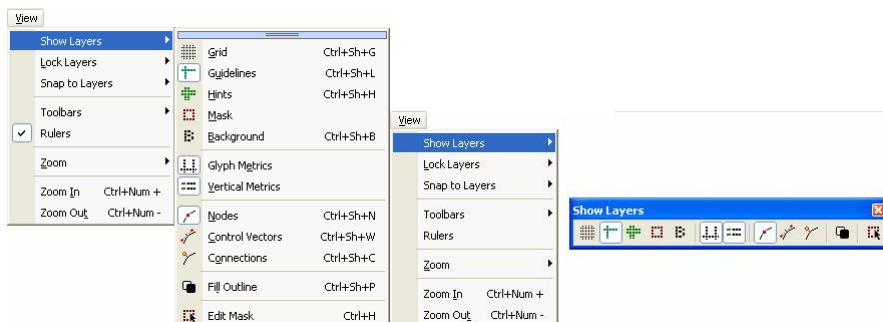 View
Show Layers
Lock Layers
Snap to Layers
Toolbars
Rulers
Zoom
Zoom In Ctrl+Num +
Zoom Out Ctrl+Num -
Grid Ctrl+Sh+G
Guidelines Ctrl+Sh+L
Hints Ctrl+Sh+H
Mask
Background Ctrl+Sh+B
Glyph Metrics
Vertical Metrics
Nodes Ctrl+Sh+N
Control Vectors Ctrl+Sh+W
Connections Ctrl+Sh+C
Fill Outline Ctrl+Sh+P
Edit Mask Ctrl+H
View
Show Layers
Lock Layers
Snap to Layers
Toolbars
Rulers
Zoom
Zoom In Ctrl+Num +
Zoom Out Ctrl+Num -
Show Layers